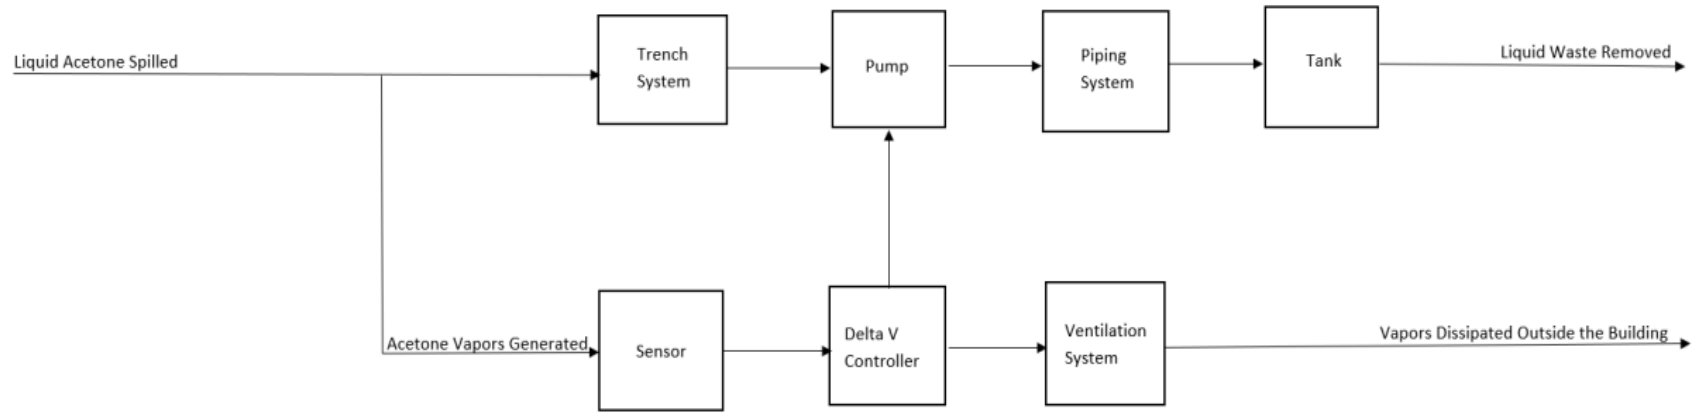 Liquid Acetone Spilled
Trench
System
Pump
Piping
System
Tank
Liquid Waste Removed
Acetone Vapors Generated
Sensor
Delta V
Controller
Ventilation
System
Vapors Dissipated Outside the Building